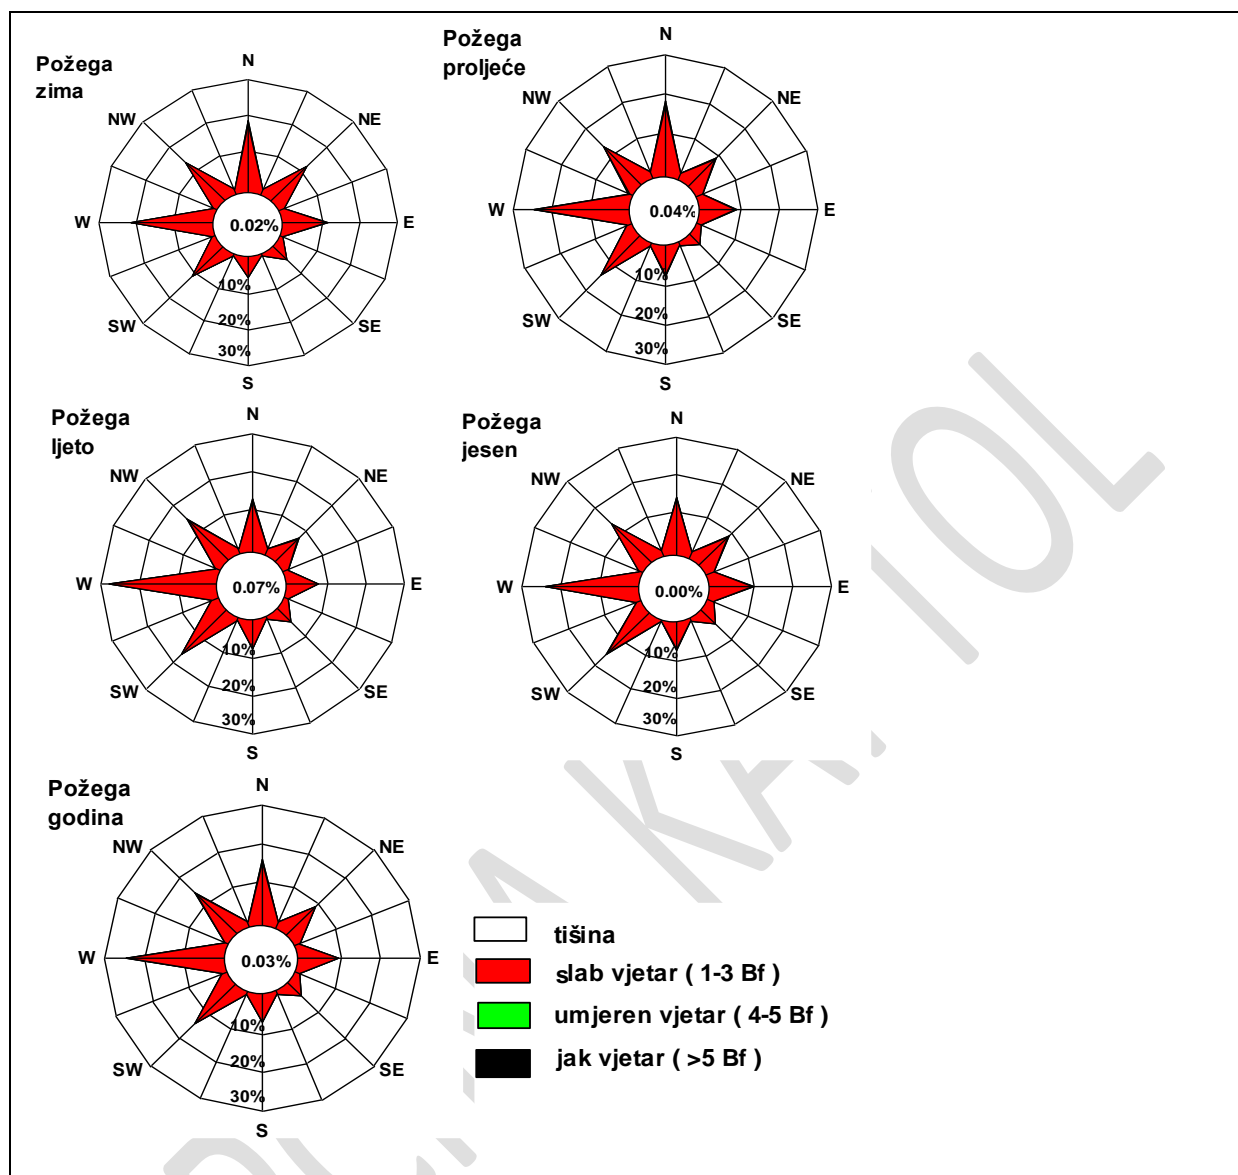 Požega
zima
N
NW
NE
W
0.02%
E
10%
SW
20%
SE
30%
S
Požega
proljeće
N
NW
NE
W
0.04%
E
10%
SW
20%
SE
30%
S
Požega
ljeto
N
NW
NE
W
0.07%
E
10%
SW
20%
SE
30%
S
Požega
jesen
N
NW
NE
W
0.00%
E
10%
SW
20%
SE
30%
S
Požega
godina
N
NW
NE
W
0.03%
E
10%
SW
20%
SE
30%
S
tišina
slab vjetar ( 1-3 Bf )
umjeren vjetar ( 4-5 Bf )
jak vjetar ( >5 Bf )